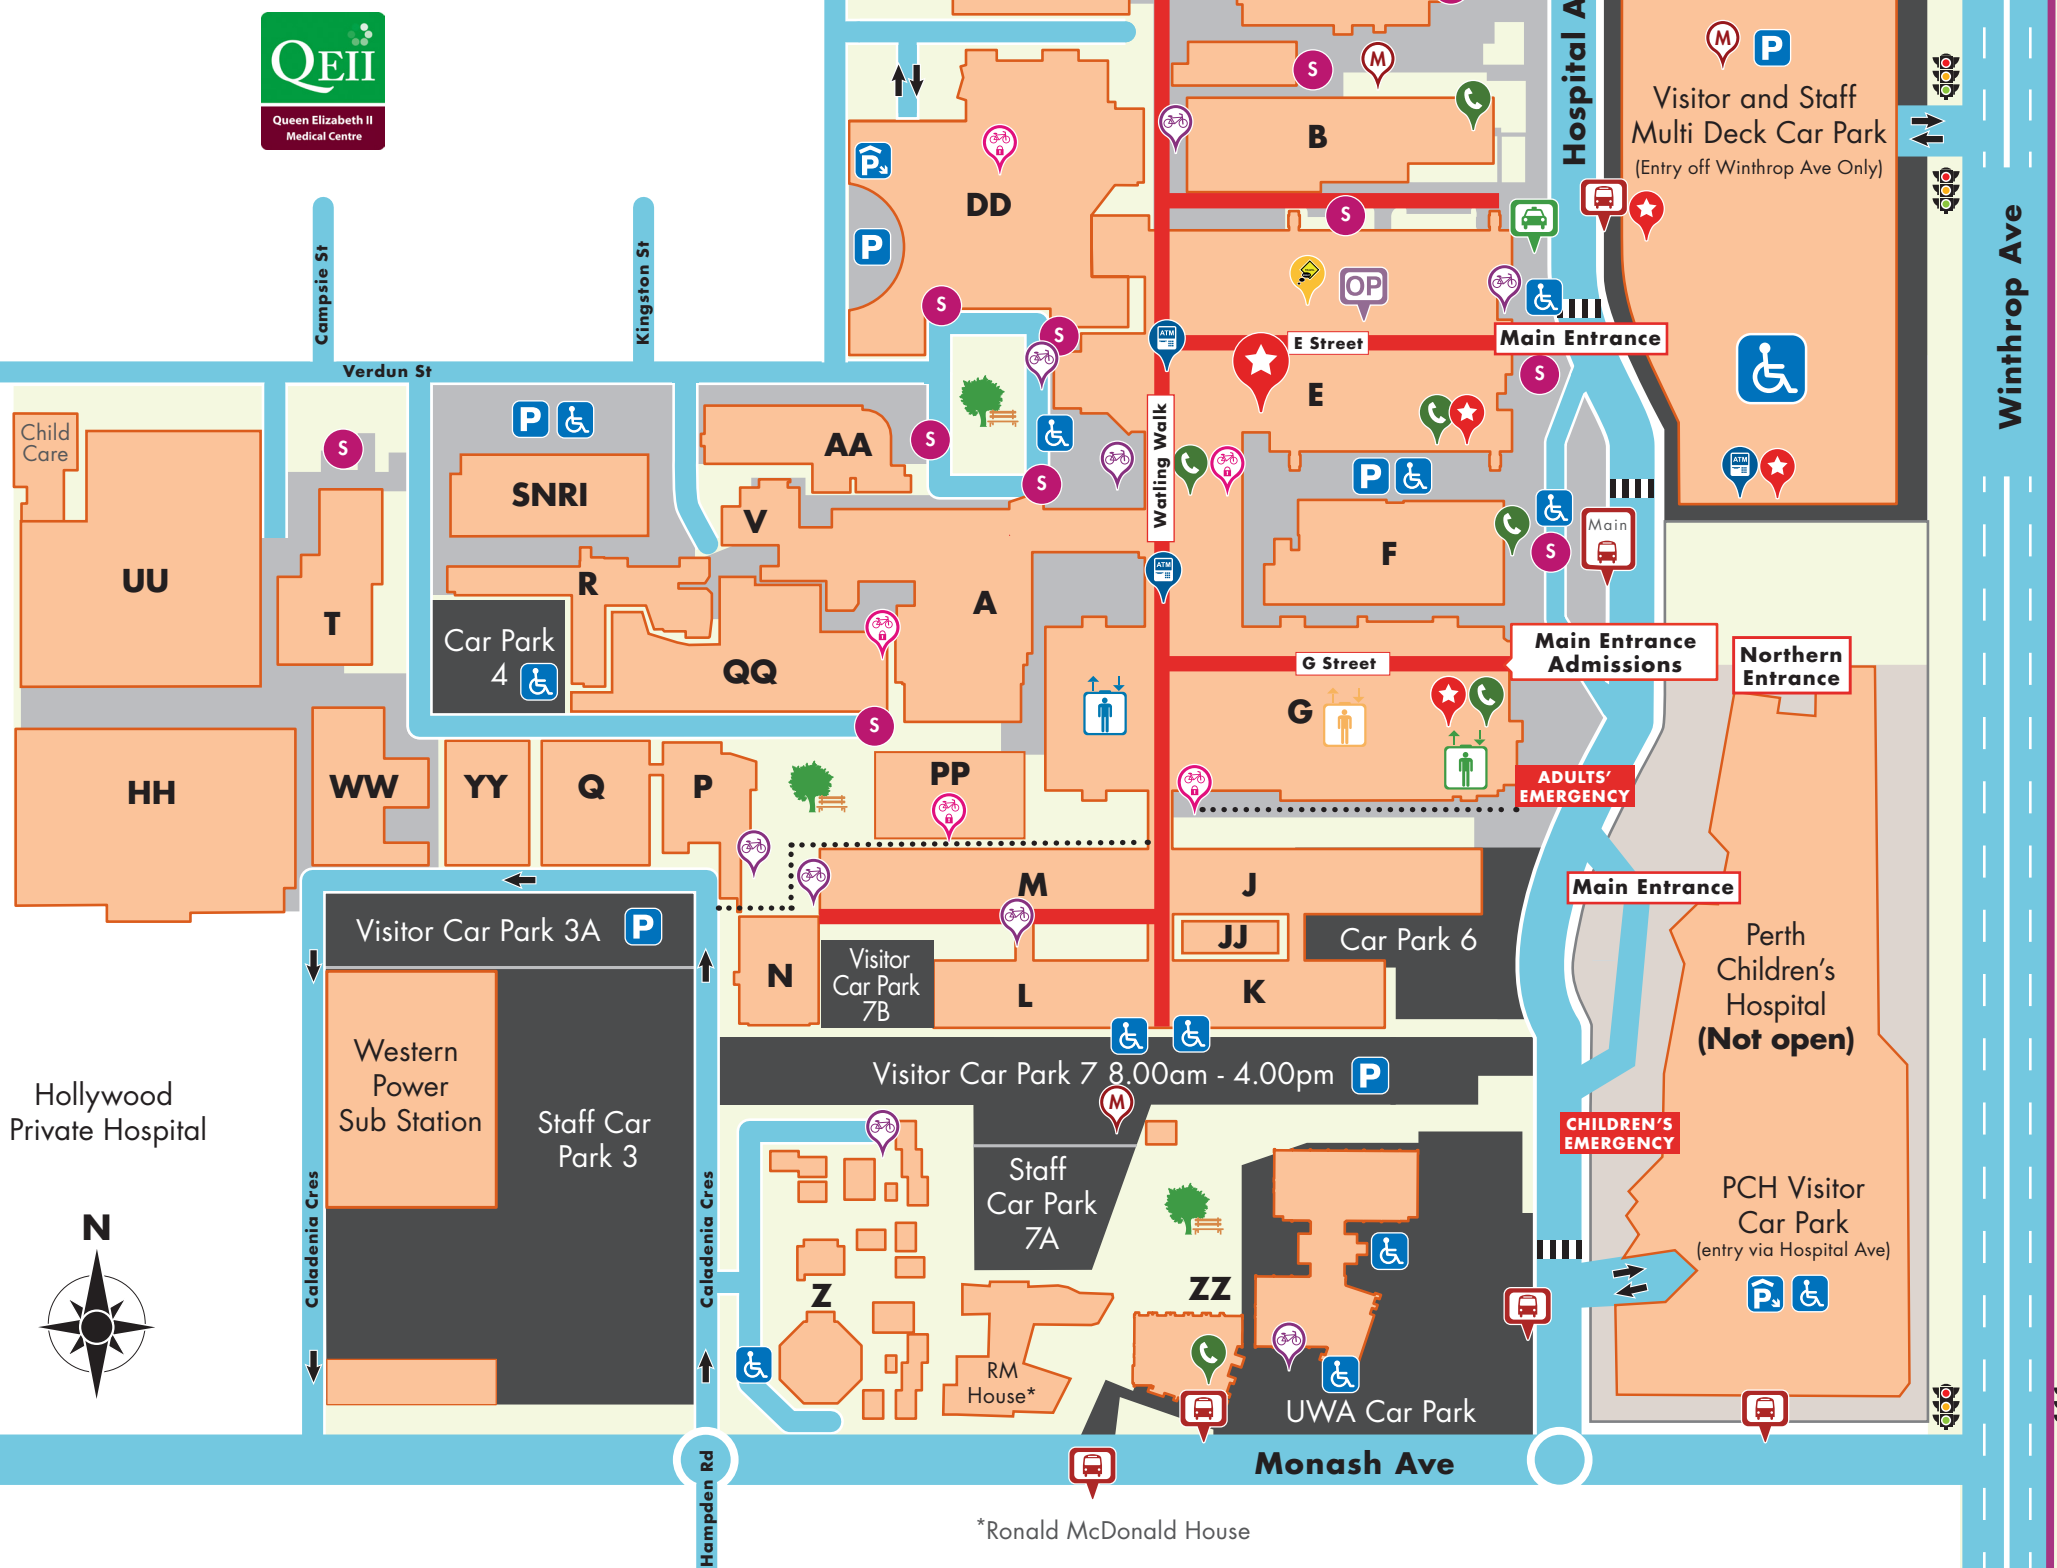 QEII
Queen Elizabeth II
Medical Centre
Hospital A
M
P
Visitor and Staff
Multi Deck Car Park
(Entry off Winthrop Ave Only)
S
M
B
P
DD
P
S
OP
Campsie St
Kingston St
Winthrop Ave
S
S
ATM
E Street
Main Entrance
Verdun St
S
E
Child
Care
P
AA
S
Watling Walk
S
SNRI
S
P
ATM
V
Main
F
S
UU
T
R
A
ATM
Car Park
4
QQ
G Street
Main Entrance
Admissions
Northern
Entrance
S
G
HH
WW
YY
Q
P
PP
ADULTS'
EMERGENCY
M
J
Main Entrance
Visitor Car Park 3A
P
JJ
Car Park 6
N
Visitor
Car Park
7B
L
K
Perth
Children's
Hospital
(Not open)
Western
Power
Sub Station
Visitor Car Park 7 8.00am - 4.00pm
P
M
Hollywood
Private Hospital
Staff Car
Park 3
CHILDREN'S
EMERGENCY
Staff
Car Park
7A
PCH Visitor
Car Park
(entry via Hospital Ave)
P
N
Caladenia Cres
Caladenia Cres
Z
ZZ
RM
House*
UWA Car Park
Monash Ave
Hampden Rd
*Ronald McDonald House